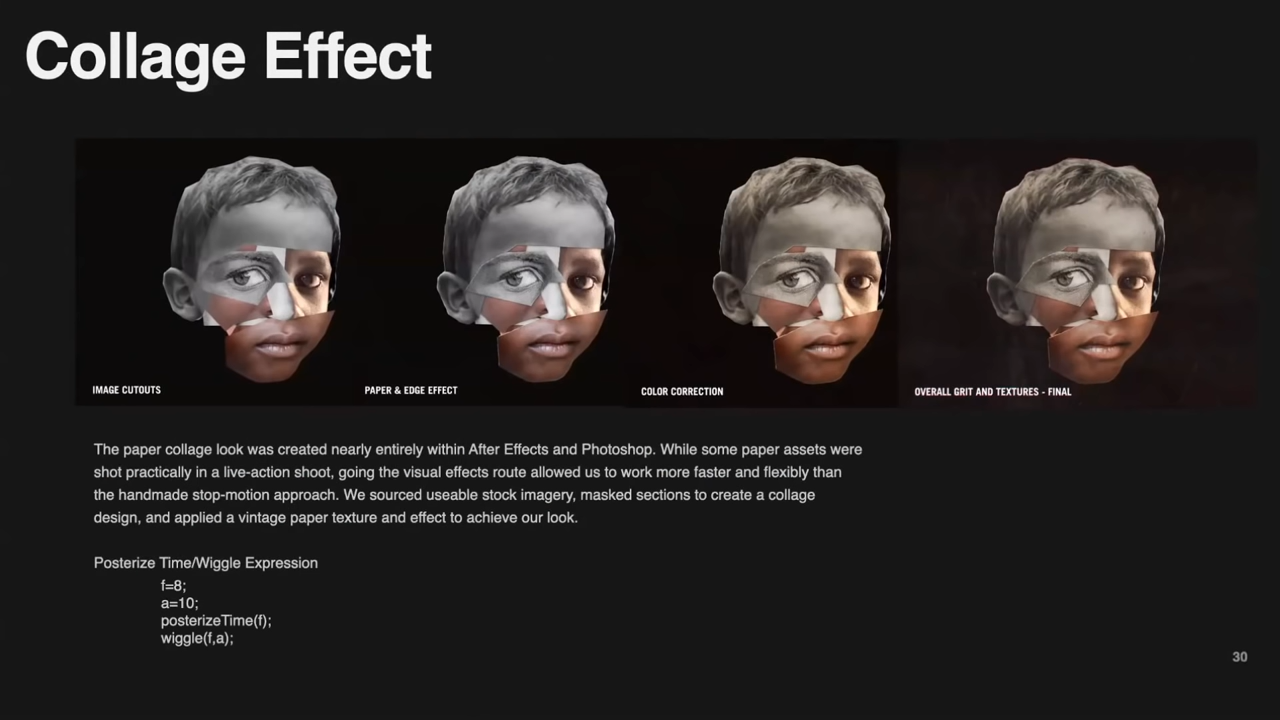 Collage Effect
IMAGE CUTOUTS
PAPER & EDGE EFFECT
COLOR CORRECTION
OVERALL GRIT AND TEXTURES - FINAL
The paper collage look was created nearly entirely within After Effects and Photoshop. While some paper assets were
shot practically in a live-action shoot, going the visual effects route allowed us to work more faster and flexibly than
the handmade stop-motion approach. We sourced useable stock imagery, masked sections to create a collage
design, and applied a vintage paper texture and effect to achieve our look.
Posterize Time/Wiggle Expression
f=8;
a=10;
posterizeTime(f);
wiggle(f,a);
30